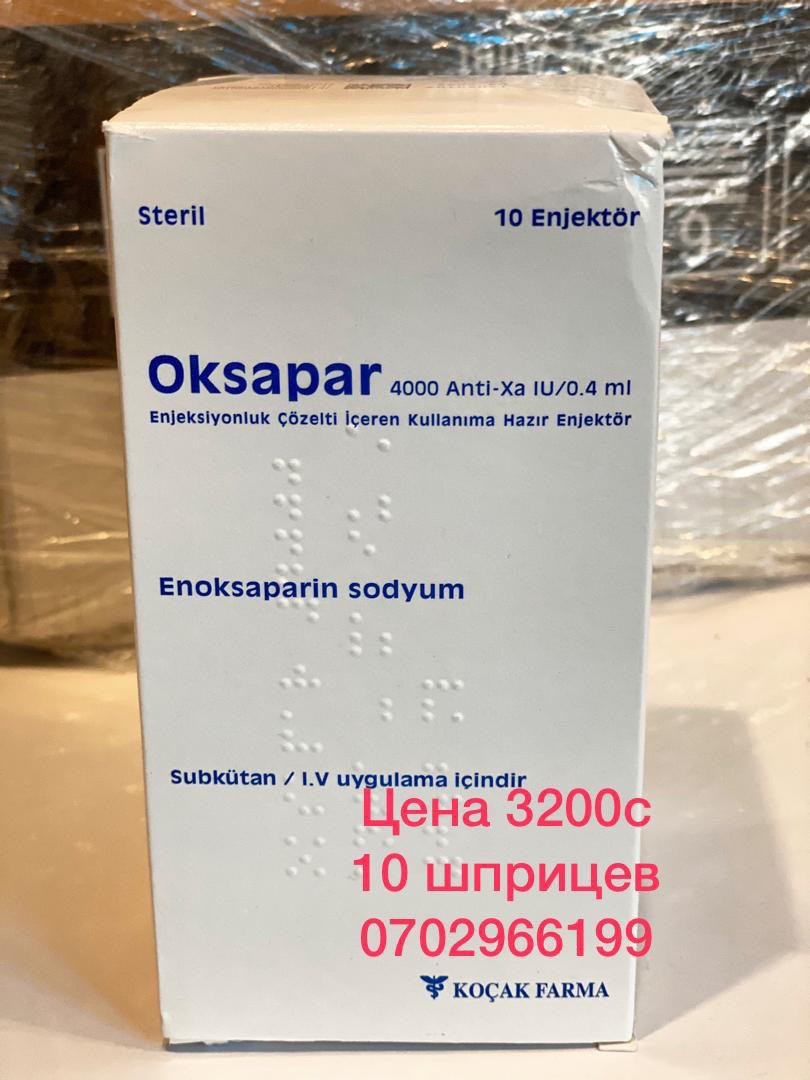 Steril
10 Enjektör
Oksapar 4000 Anti-Xa IU/0.4 ml
Enjeksiyonluk Çözelti İçeren Kullanıma Hazır Enjektör
Enoksaparin sodyum
Subkütan / I.V uygulama içindir
Цена 3200с
10 шприцев
0702966199
KOÇAK FARMA